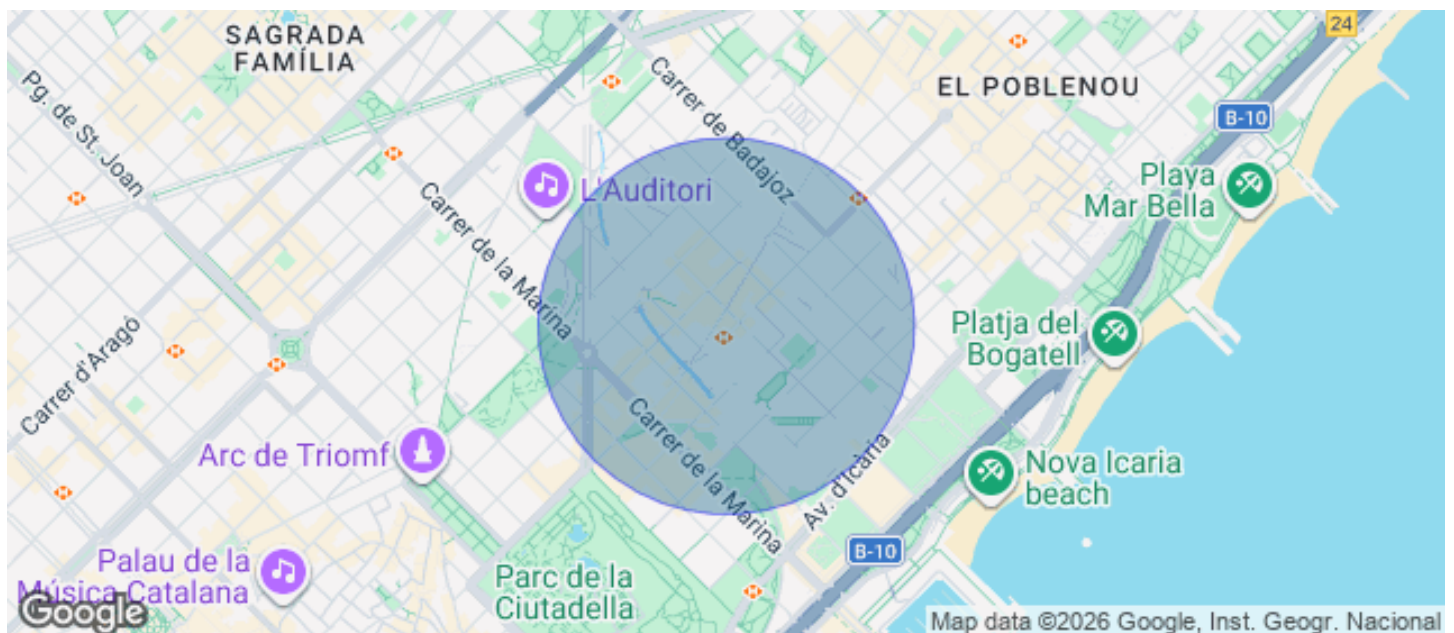 SAGRADA
FAMÍLIA
24
Carrer de Badajoz
EL POBLENOU
Pg. de St. Joan
B-10
L'Auditori
Playa
Mar Bella
Carrer de la Marina
Carrer d'Aragó
Platja del
Bogatell
Arc de Triomf
Carrer de la Marina
Av. d'Icària
Nova Icaria
beach
B-10
Palau de la
Música Catalana
Parc de la
Ciutadella
Google
Map data ©2026 Google, Inst. Geogr. Nacional